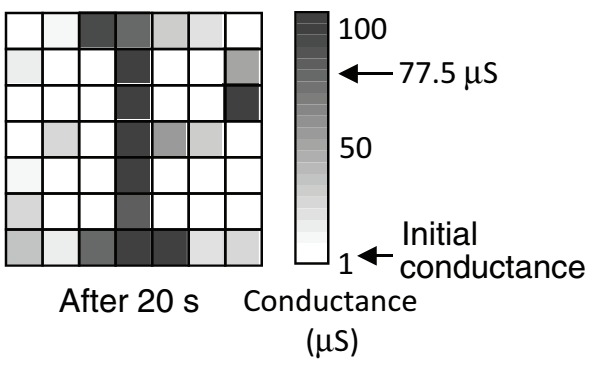 100
77.5 μS
50
Initial
1 conductance
After 20 s
Conductance
(μS)